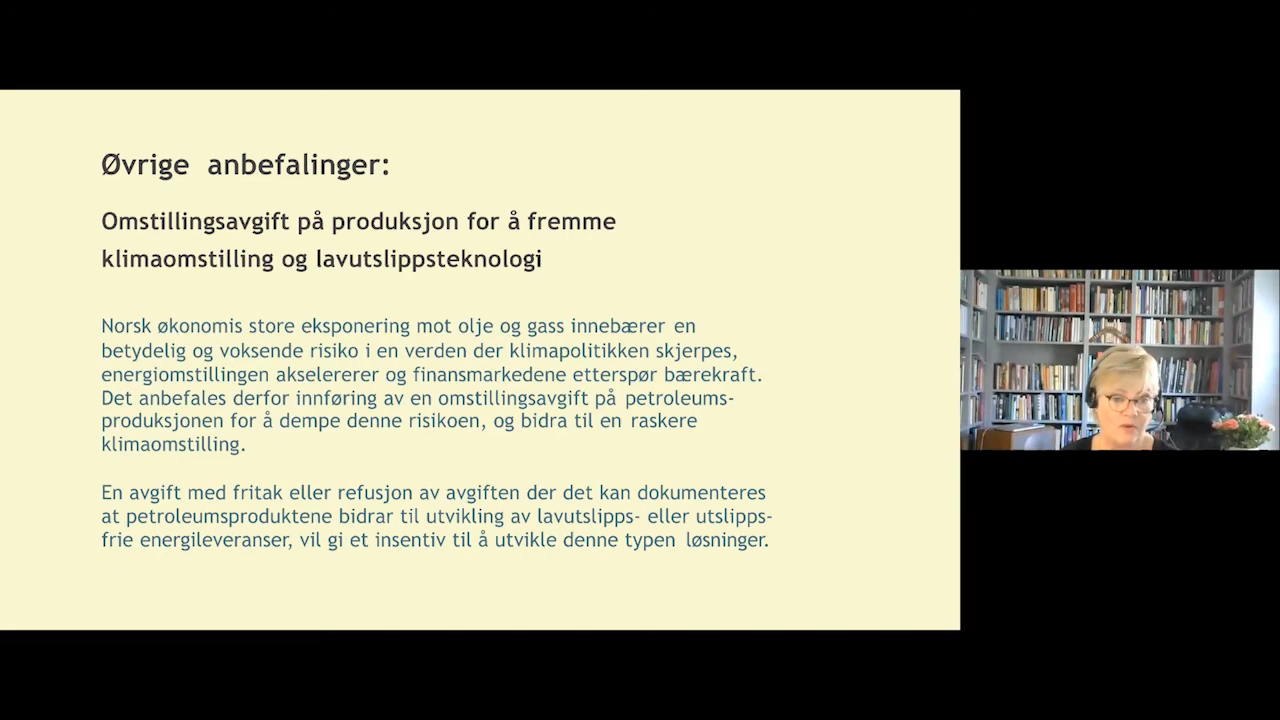 Øvrige anbefalinger:
Omstillingsavgift på produksjon for å fremme
klimaomstilling og lavutslippsteknologi
Norsk økonomis store eksponering mot olje og gass innebærer en
betydelig og voksende risiko i en verden der klimapolitikken skjerpes,
energiomstillingen akselererer og finansmarkedene etterspør bærekraft.
Det anbefales derfor innføring av en omstillingsavgift på petroleums-
produksjonen for å dempe denne risikoen, og bidra til en raskere
klimaomstilling.
En avgift med fritak eller refusjon av avgiften der det kan dokumenteres
at petroleumsproduktene bidrar til utvikling av lavutslipps- eller utslipps-
frie energileveranser, vil gi et insentiv til å utvikle denne typen løsninger.